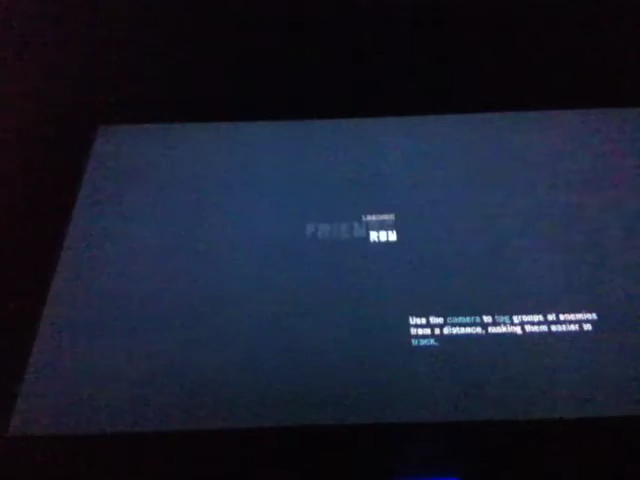 LOADING
RUN
Use the camera to tag groups of enemies
from a distance, making them easier to
track.